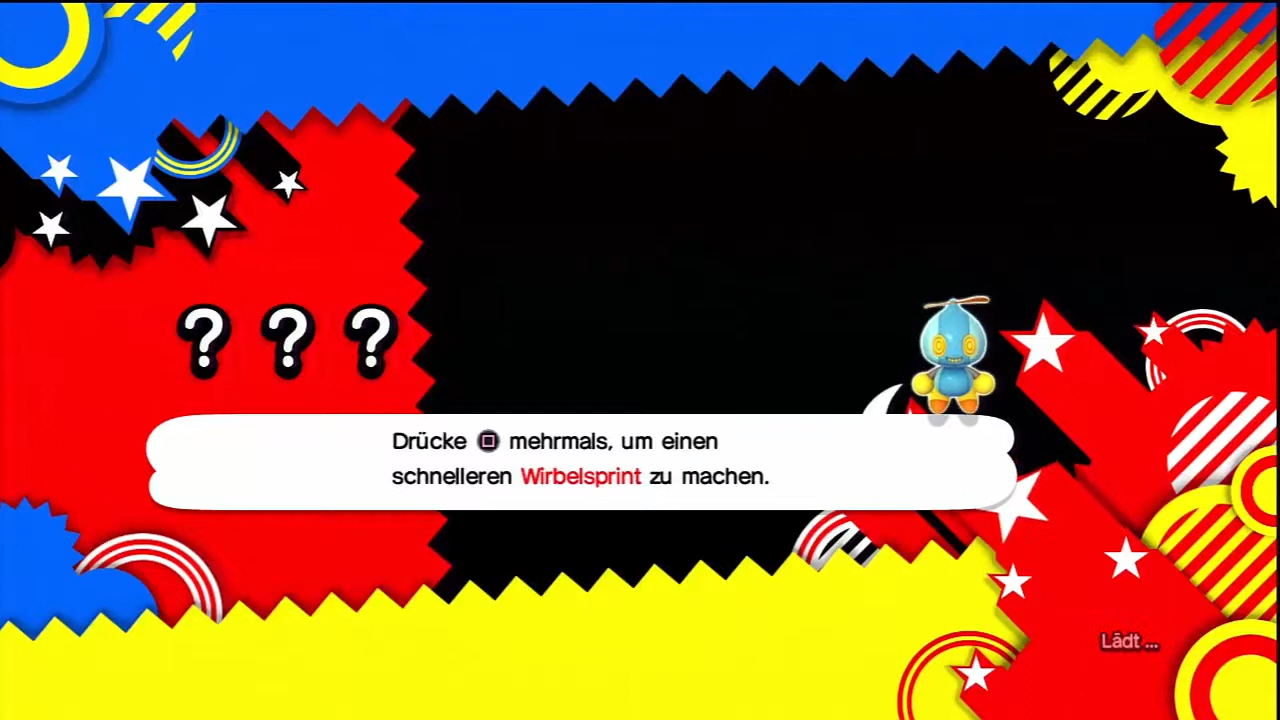 ? ? ?
Drücke □ mehrmals, um einen
schnelleren Wirbelsprint zu machen.
Lädt ...